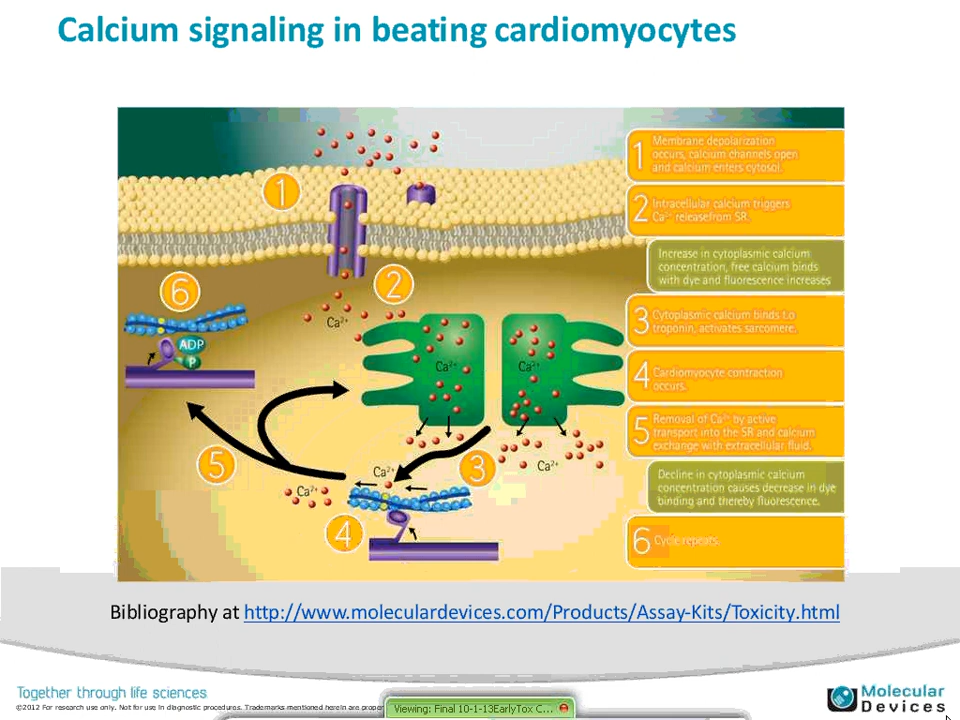 Calcium signaling in beating cardiomyocytes
1
2
6
Ca²⁺
ADP
P
Ca²⁺
Ca²⁺
5
3
Ca²⁺
Ca²⁺
Ca²⁺
4
1 Membrane depolarization
occurs, calcium channels open
and calcium enters cytosol.
2 Intracellular calcium triggers
Ca²⁺ releasefrom SR.
Increase in cytoplasmic calcium
concentration, free calcium binds
with dye and fluorescence increases
3 Cytoplasmic calcium binds to
troponin, activates sarcomere.
4 Cardiomyocyte contraction
occurs.
5 Removal of Ca²⁺ by active
transport into the SR and calcium
exchange with extracellular fluid.
Decline in cytoplasmic calcium
concentration causes decrease in dye
binding and thereby fluorescence.
6 Cycle repeats.
Bibliography at http://www.moleculardevices.com/Products/Assay-Kits/Toxicity.html
Together through life sciences
©2012 For research use only. Not for use in diagnostic procedures. Trademarks mentioned herein are
Viewing: Final 10-1-13EarlyTox C...
Molecular
Devices